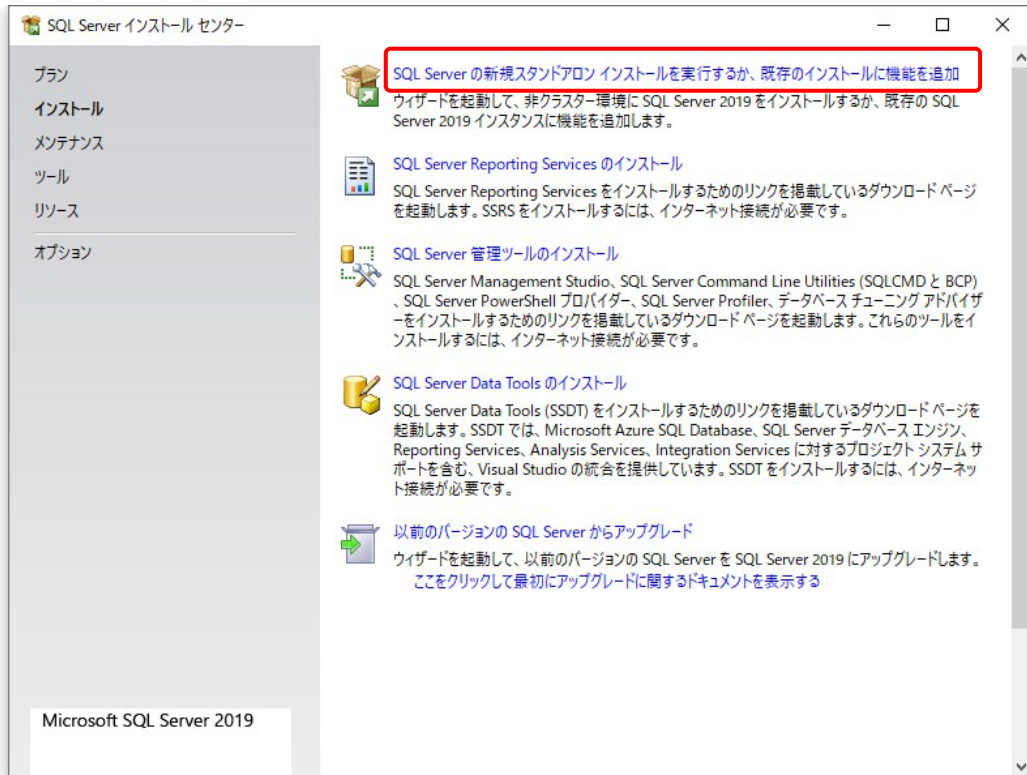 SQL Server インストール センター
プラン
インストール
メンテナンス
ツール
リソース
オプション
Microsoft SQL Server 2019
SQL Server の新規スタンドアロン インストールを実行するか、既存のインストールに機能を追加
ウィザードを起動して、非クラスター環境に SQL Server 2019 をインストールするか、既存の SQL
Server 2019 インスタンスに機能を追加します。
SQL Server Reporting Services のインストール
SQL Server Reporting Services をインストールするためのリンクを掲載しているダウンロード ページ
を起動します。SSRS をインストールするには、インターネット接続が必要です。
SQL Server 管理ツールのインストール
SQL Server Management Studio、SQL Server Command Line Utilities (SQLCMD と BCP)
、SQL Server PowerShell プロバイダー、SQL Server Profiler、データベース チューニング アドバイザ
ーをインストールするためのリンクを掲載しているダウンロード ページを起動します。これらのツールをイ
ンストールするには、インターネット接続が必要です。
SQL Server Data Tools のインストール
SQL Server Data Tools (SSDT) をインストールするためのリンクを掲載しているダウンロード ページを
起動します。SSDT では、Microsoft Azure SQL Database、SQL Server データベース エンジン、
Reporting Services、Analysis Services、Integration Services に対するプロジェクト システム サ
ポートを含む、Visual Studio の統合を提供しています。SSDT をインストールするには、インターネッ
ト接続が必要です。
以前のバージョンの SQL Server からアップグレード
ウィザードを起動して、以前のバージョンの SQL Server を SQL Server 2019 にアップグレードします。
ここをクリックして最初にアップグレードに関するドキュメントを表示する